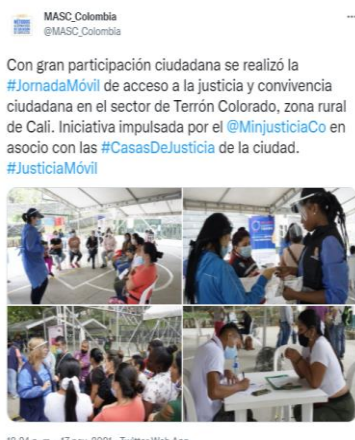 MASC_Colombia
@MASC_Colombia
Con gran participación ciudadana se realizó la
#JornadaMóvil de acceso a la justicia y convivencia
ciudadana en el sector de Terrón Colorado, zona rural
de Cali. Iniciativa impulsada por el @MinjusticiaCo en
asocio con las #CasasDeJusticia de la ciudad.
#JusticiaMóvil